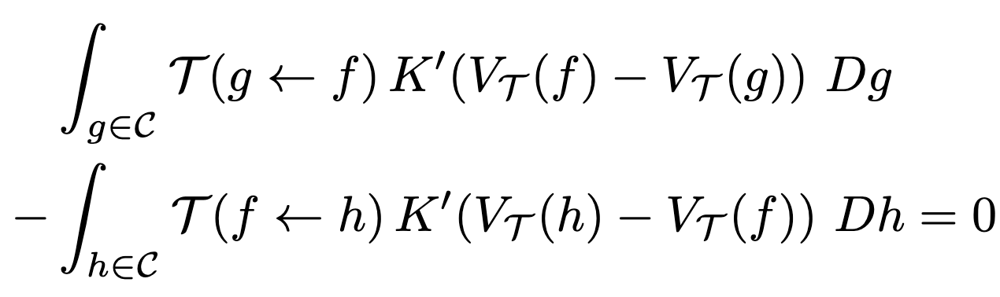 ∫_{g∈𝒞} 𝒯(g ← f) K′(V_𝒯(f) − V_𝒯(g)) Dg
− ∫_{h∈𝒞} 𝒯(f ← h) K′(V_𝒯(h) − V_𝒯(f)) Dh = 0